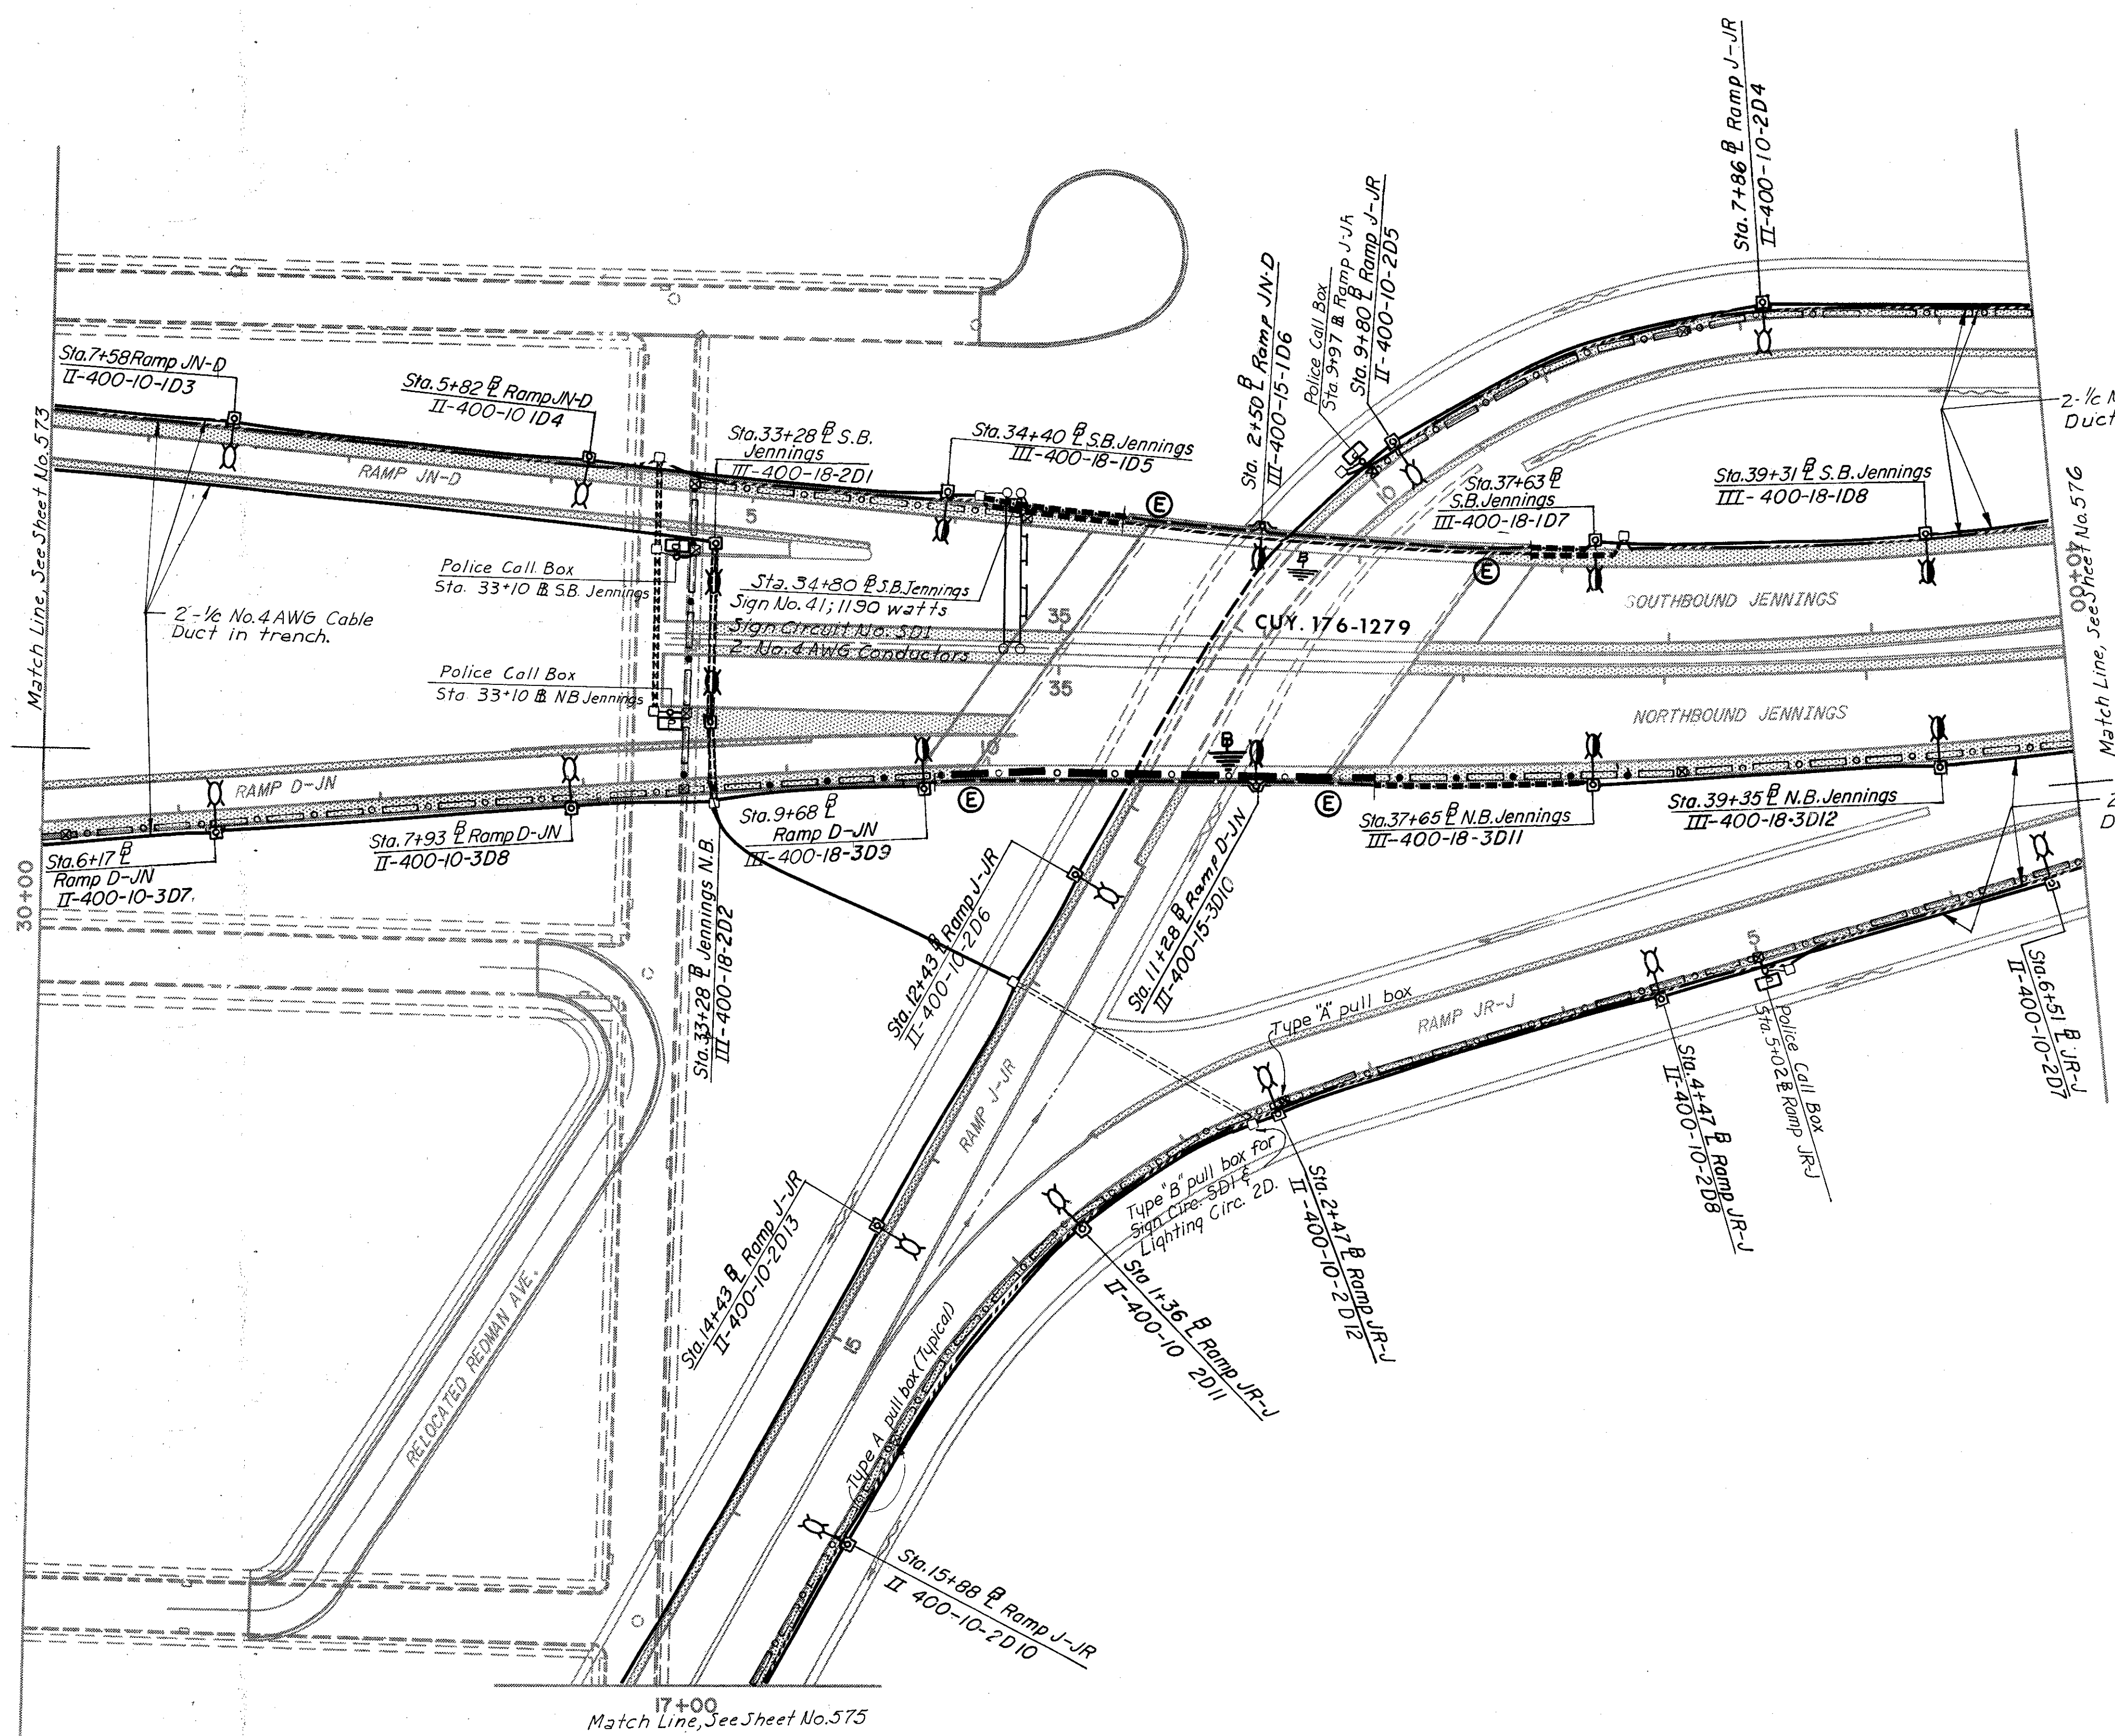 Sta.7+86 ℄ Ramp J-JR
II-400-10-2D4
Police Call Box
Sta. 9+97 ℄ Ramp J-JR
Sta. 9+80 ℄ Ramp J-JR
II-400-10-2D5
Sta. 2+50 ℄ Ramp JN-D
III-400-15-1D6
Sta.7+58 Ramp JN-D
II-400-10-1D3
Sta.5+82 ℄ Ramp JN-D
II-400-10 1D4
Sta.33+28 ℄ S.B.
Jennings
III-400-18-2D1
Sta.34+40 ℄ S.B.Jennings
III-400-18-1D5
Sta.37+63 ℄
S.B.Jennings
III-400-18-1D7
Sta.39+31 ℄ S.B.Jennings
III-400-18-1D8
2-1/c N
Duct
Match Line, See Sheet No.573
30+00
Match Line, See Sheet No.576
40+00
RAMP JN-D
5
10
E
E
B
Police Call Box
Sta. 33+10 ℄ S.B. Jennings
Sta. 34+80 ℄ S.B.Jennings
Sign No. 41; 1190 watts
Sign Circuit No. SD1
2-No.4 AWG Conductors
35
35
CUY. 176-1279
SOUTHBOUND JENNINGS
2-1/c No.4 AWG Cable
Duct in trench.
Police Call Box
Sta. 33+10 ℄ N.B.Jennings
NORTHBOUND JENNINGS
RAMP D-JN
10
B
E
E
Sta.6+17 ℄
Ramp D-JN
II-400-10-3D7.
Sta.7+93 ℄ Ramp D-JN
II-400-10-3D8
Sta.9+68 ℄
Ramp D-JN
III-400-18-3D9
Sta.37+65 ℄ N.B.Jennings
III-400-18-3D11
Sta.39+35 ℄ N.B.Jennings
III-400-18-3D12
2
D
Sta.33+28 ℄ Jennings N.B.
III-400-18-2D2
Sta.12+43 ℄ Ramp J-JR
II-400-10-2D6
Sta.11+28 ℄ Ramp D-JN
III-400-15-3D10
Type "A" pull box
RAMP JR-J
5
Sta.6+51 ℄ JR-J
II-400-10-2D7
Police Call Box
Sta.5+02 ℄ Ramp JR-J
Sta.4+47 ℄ Ramp JR-J
II-400-10-2D8
RAMP J-JR
Type "B" pull box for
Sign Circ. SD1 &
Lighting Circ. 2D.
Sta.2+47 ℄ Ramp JR-J
II-400-10-2D12
Sta 1+36 ℄ Ramp JR-J
II-400-10 2D11
Sta.14+43 ℄ Ramp J-JR
II-400-10-2D13
15
Type A pull box (Typical)
RELOCATED REDMAN AVE.
Sta.15+88 ℄ Ramp J-JR
II 400-10-2D10
17+00
Match Line, See Sheet No.575